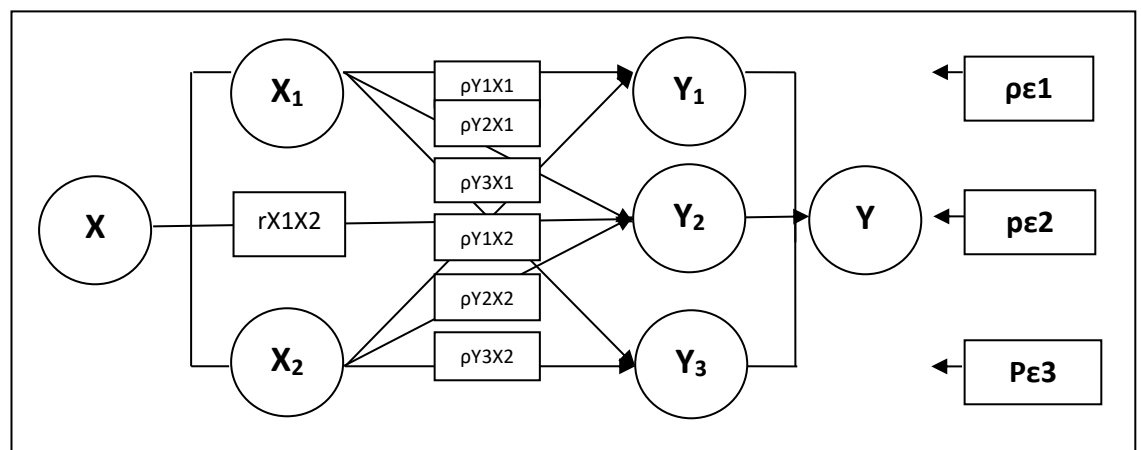 X
X₁
X₂
rX1X2
ρY1X1
ρY2X1
ρY3X1
ρY1X2
ρY2X2
ρY3X2
Y₁
Y₂
Y₃
Y
ρε1
pε2
Pε3